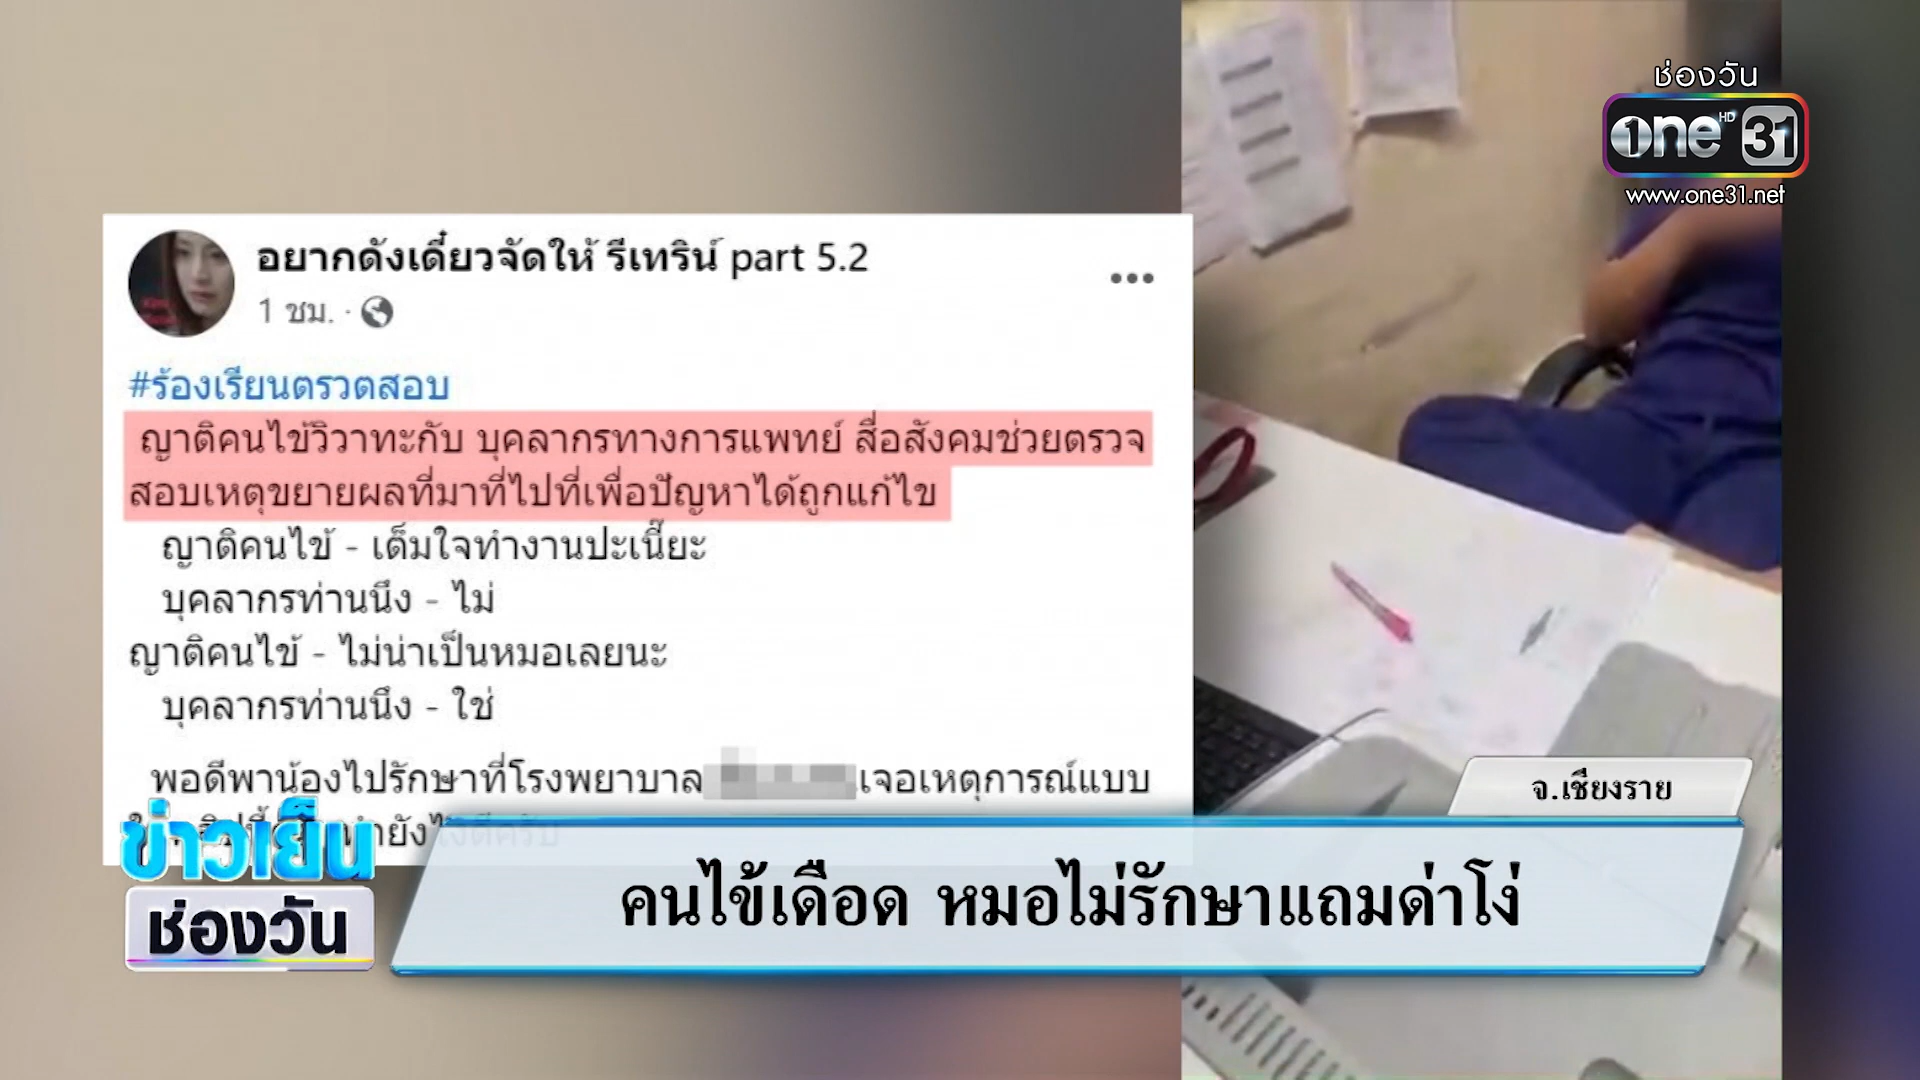 ช่องวัน
one HD 31
www.one31.net
อยากดังเดี๋ยวจัดให้ รีเทริน์ part 5.2
1 ชม. ·
#ร้องเรียนตรวตสอบ
ญาติคนไข้วิวาทะกับ บุคลากรทางการแพทย์ สื่อสังคมช่วยตรวจ
สอบเหตุขยายผลที่มาที่ไปที่เพื่อปัญหาได้ถูกแก้ไข
ญาติคนไข้ - เต็มใจทำงานปะเนี๊ยะ
บุคลากรท่านนึง - ไม่
ญาติคนไข้ - ไม่น่าเป็นหมอเลยนะ
บุคลากรท่านนึง - ใช่
พอดีพาน้องไปรักษาที่โรงพยาบาล เจอเหตุการณ์แบบ
ยังไงดีครับ
จ.เชียงราย
ข่าวเย็น
ช่องวัน
คนไข้เดือด หมอไม่รักษาแถมด่าโง่